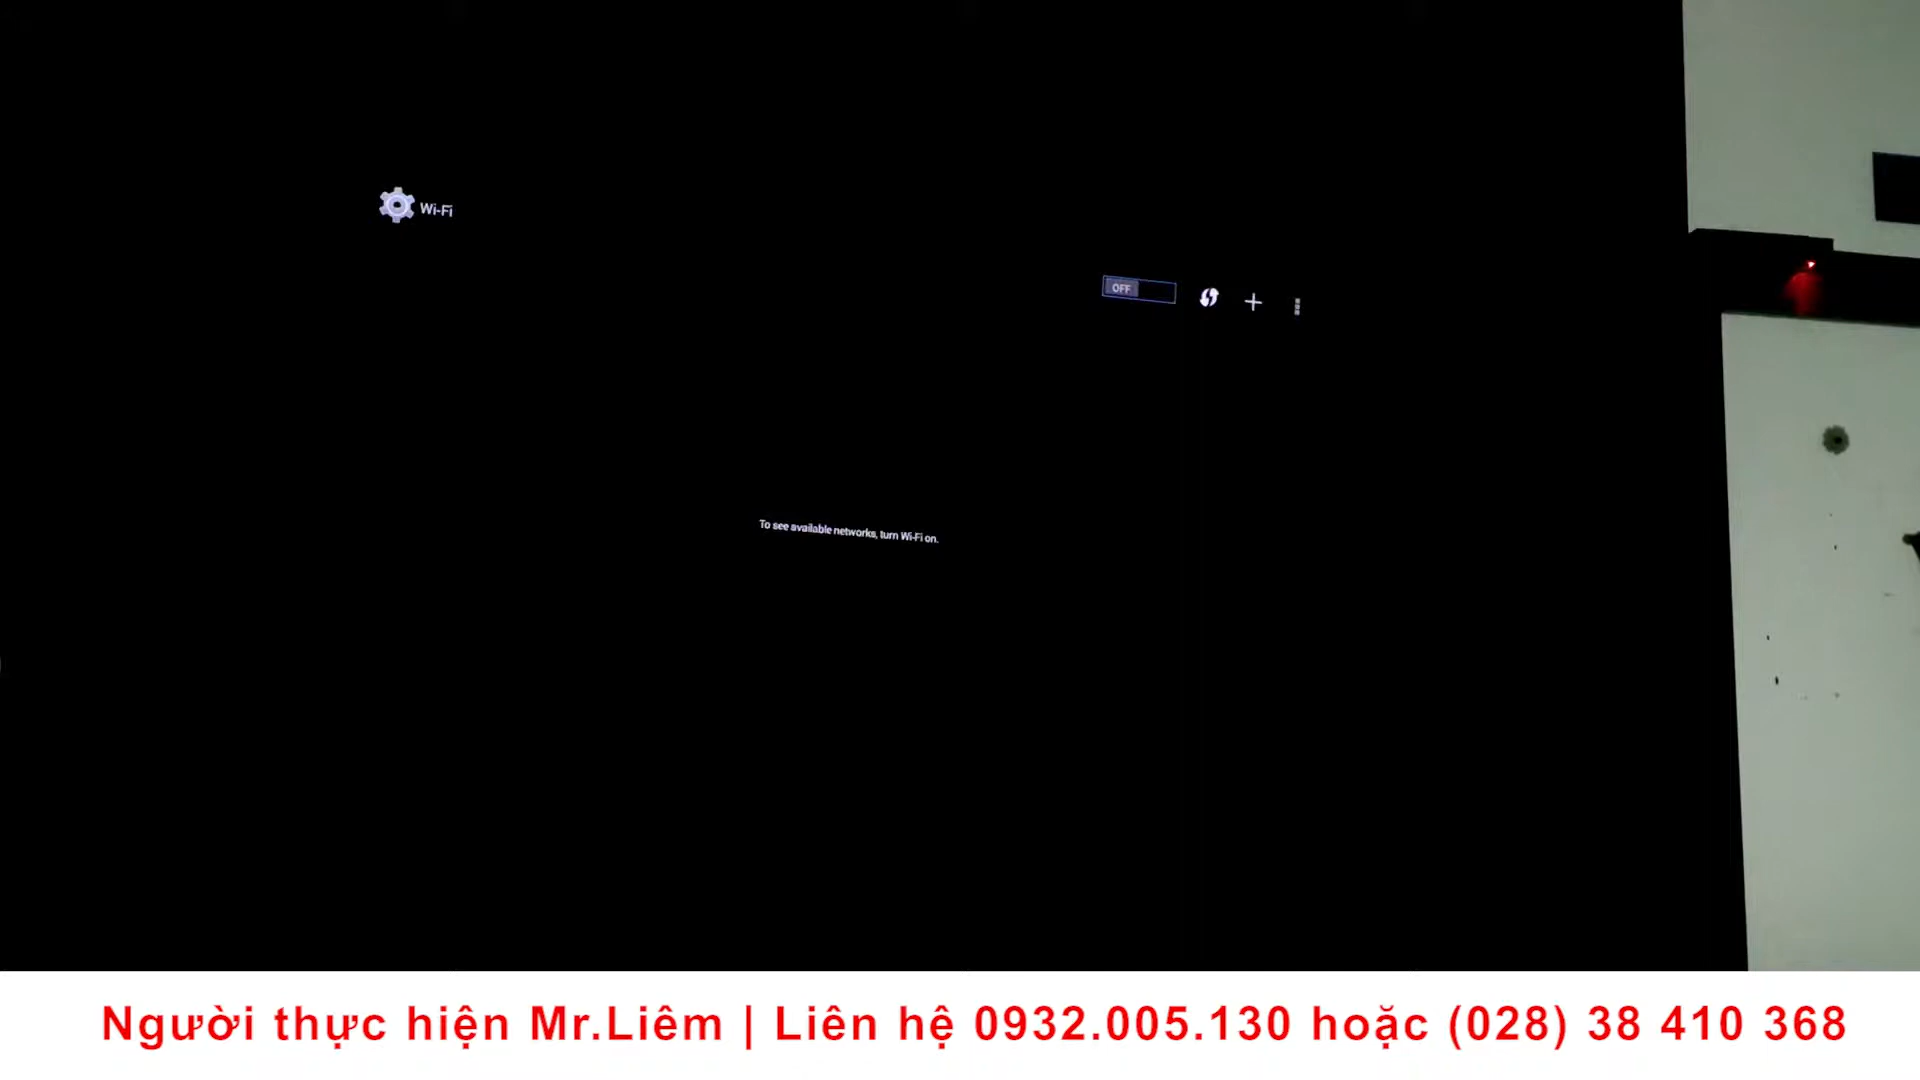 Wi-Fi
OFF
To see available networks, turn Wi-Fi on.
Người thực hiện Mr.Liêm | Liên hệ 0932.005.130 hoặc (028) 38 410 368